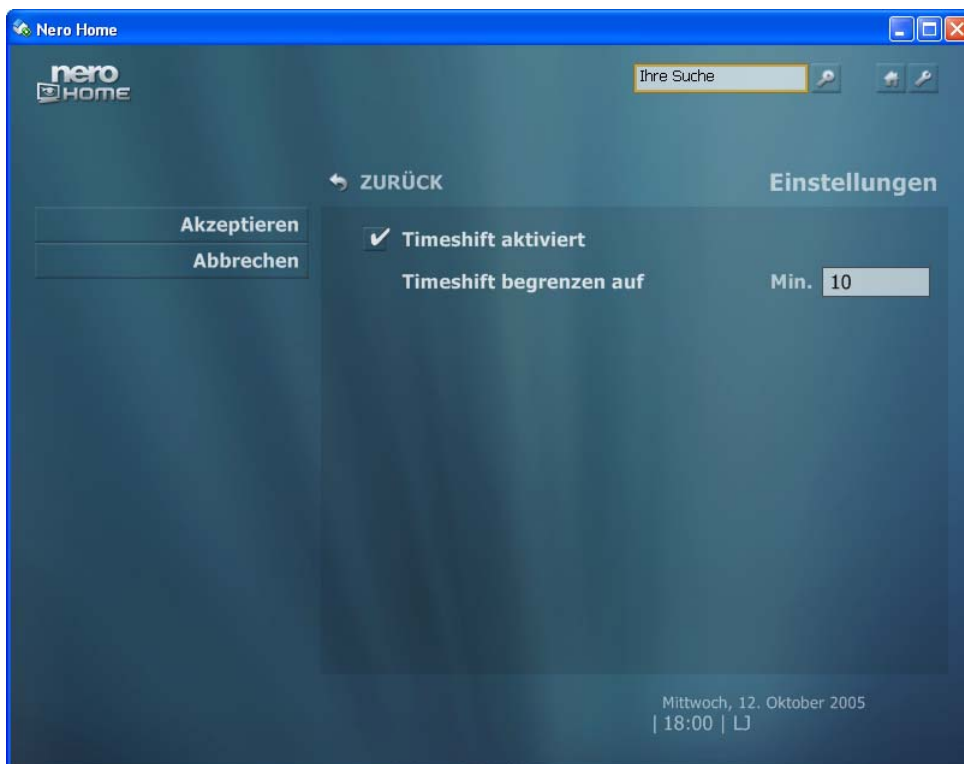 Nero Home
nero
HOME
Ihre Suche
ZURÜCK
Einstellungen
Akzeptieren
Abbrechen
Timeshift aktiviert
Timeshift begrenzen auf Min. 10
Mittwoch, 12. Oktober 2005
| 18:00 |